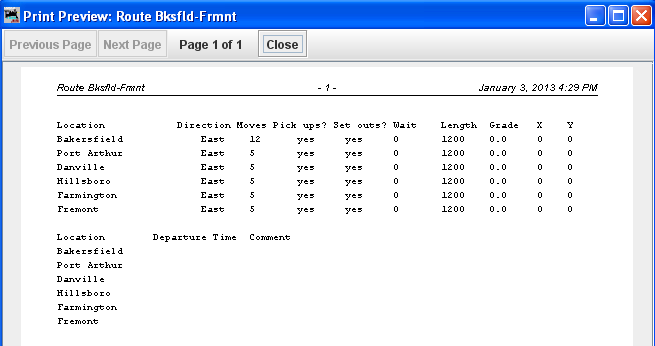 Print Preview: Route Bksfld-Frmnt
Previous Page Next Page Page 1 of 1 Close
Route Bksfld-Frmnt - 1 - January 3, 2013 4:29 PM
Location Direction Moves Pick ups? Set outs? Wait Length Grade X Y
Bakersfield East 12 yes yes 0 1200 0.0 0 0
Port Arthur East 5 yes yes 0 1200 0.0 0 0
Danville East 5 yes yes 0 1200 0.0 0 0
Hillsboro East 5 yes yes 0 1200 0.0 0 0
Farmington East 5 yes yes 0 1200 0.0 0 0
Fremont East 5 yes yes 0 1200 0.0 0 0
Location Departure Time Comment
Bakersfield
Port Arthur
Danville
Hillsboro
Farmington
Fremont